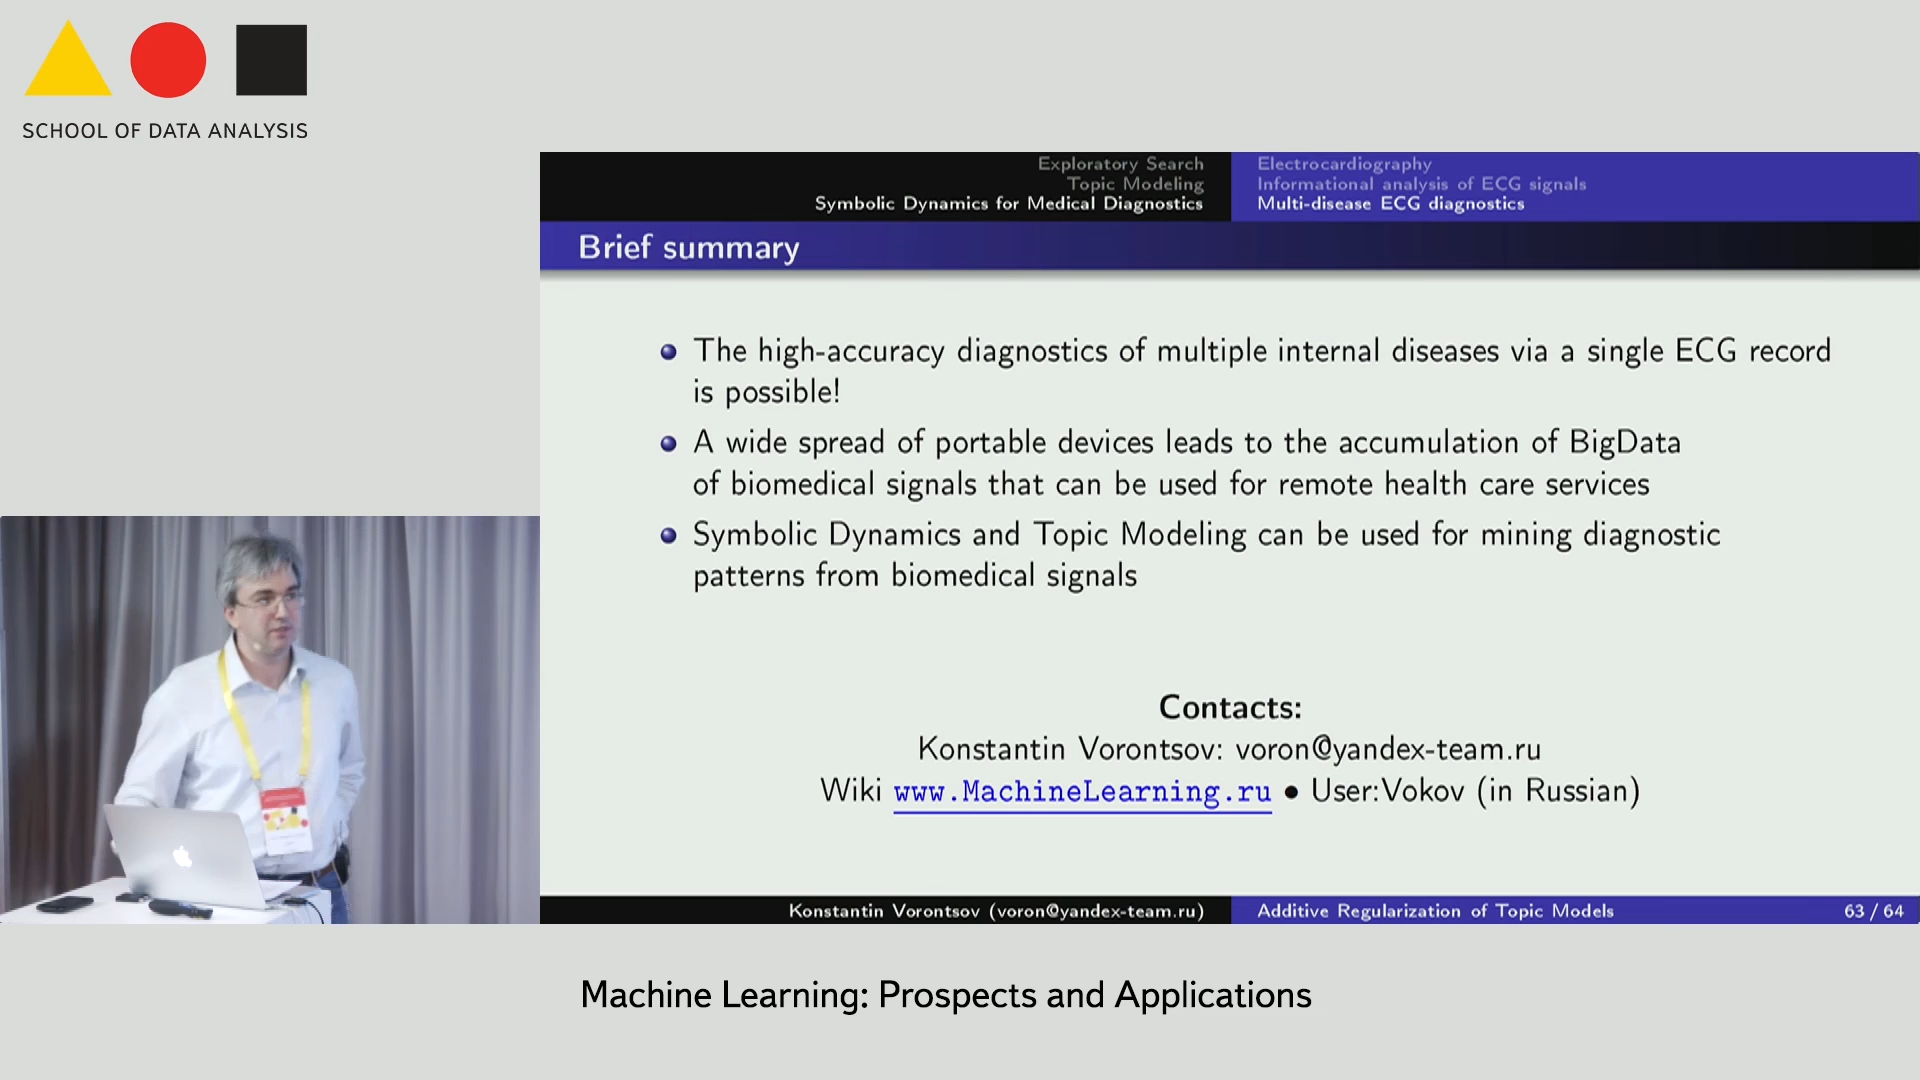 SCHOOL OF DATA ANALYSIS
Exploratory Search
Topic Modeling
Symbolic Dynamics for Medical Diagnostics
Electrocardiography
Informational analysis of ECG signals
Multi-disease ECG diagnostics
Brief summary
The high-accuracy diagnostics of multiple internal diseases via a single ECG record
is possible!
A wide spread of portable devices leads to the accumulation of BigData
of biomedical signals that can be used for remote health care services
Symbolic Dynamics and Topic Modeling can be used for mining diagnostic
patterns from biomedical signals
Contacts:
Konstantin Vorontsov: voron@yandex-team.ru
Wiki www.MachineLearning.ru • User:Vokov (in Russian)
Konstantin Vorontsov (voron@yandex-team.ru)
Additive Regularization of Topic Models
63 / 64
Machine Learning: Prospects and Applications